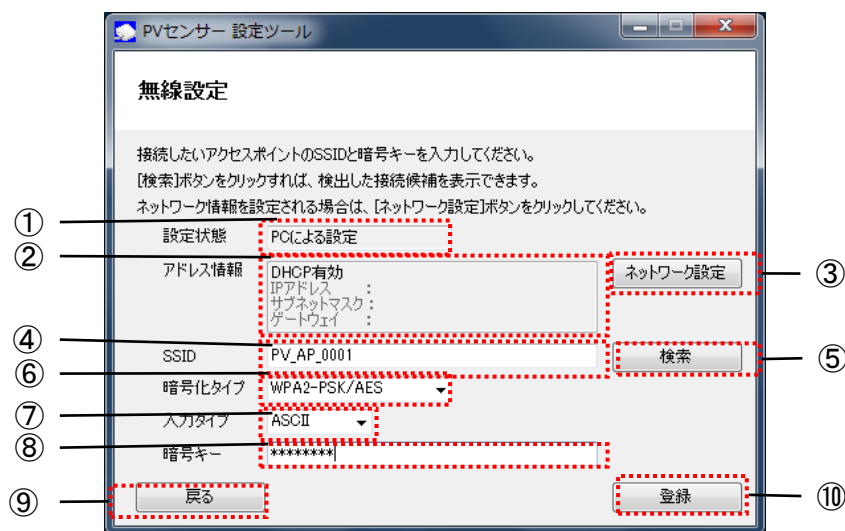 PVセンサー 設定ツール
無線設定
接続したいアクセスポイントのSSIDと暗号キーを入力してください。
[検索]ボタンをクリックすれば、検出した接続候補を表示できます。
ネットワーク情報を設定される場合は、[ネットワーク設定]ボタンをクリックしてください。
①
設定状態 PCによる設定
②
アドレス情報 DHCP有効 ネットワーク設定 ③
IPアドレス :
サブネットマスク :
ゲートウェイ :
④
SSID PV_AP_0001 検索 ⑤
⑥
暗号化タイプ WPA2-PSK/AES
⑦
入力タイプ ASCII
⑧
暗号キー ********
⑨ 戻る 登録 ⑩